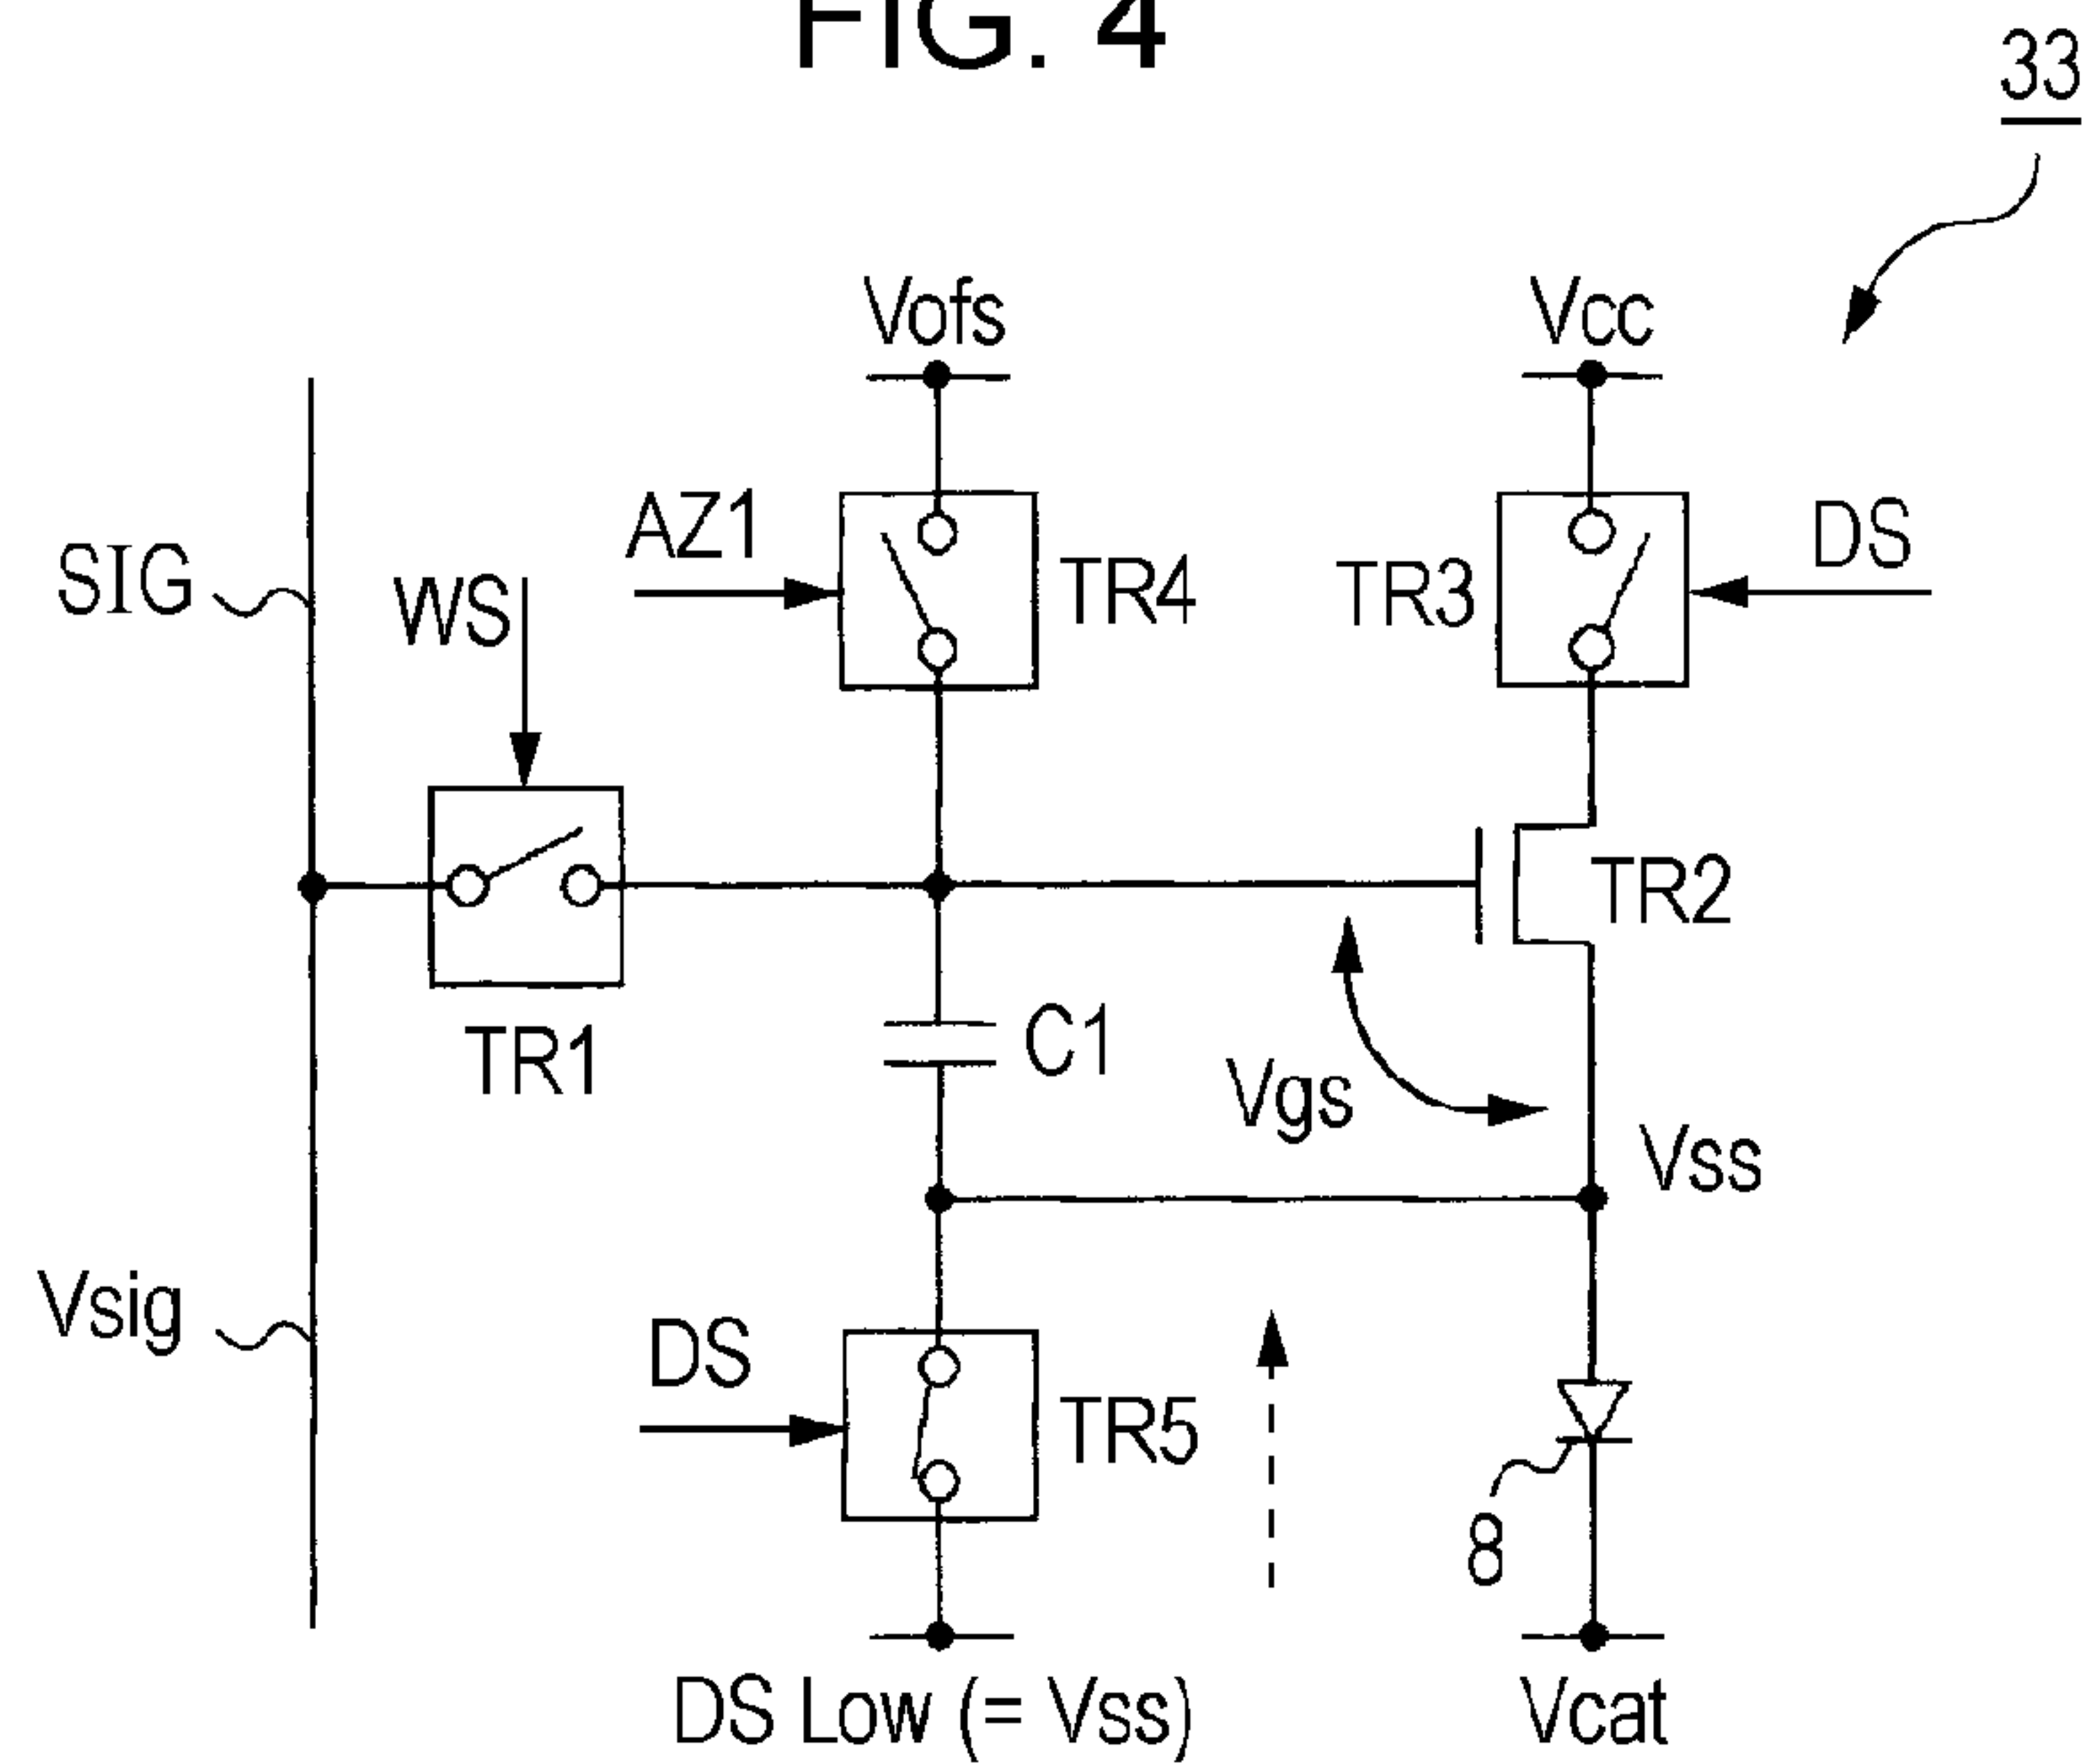 FIG. 4
33
Vofs
Vcc
AZ1
DS
SIG
WS
TR4
TR3
TR2
TR1
C1
Vgs
Vss
Vsig
DS
TR5
8
DS Low (= Vss)
Vcat